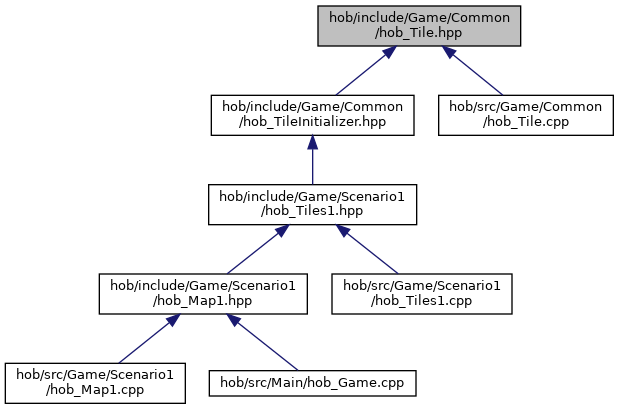 hob/include/Game/Common
/hob_Tile.hpp
hob/include/Game/Common
/hob_TileInitializer.hpp
hob/src/Game/Common
/hob_Tile.cpp
hob/include/Game/Scenario1
/hob_Tiles1.hpp
hob/include/Game/Scenario1
/hob_Map1.hpp
hob/src/Game/Scenario1
/hob_Tiles1.cpp
hob/src/Game/Scenario1
/hob_Map1.cpp
hob/src/Main/hob_Game.cpp